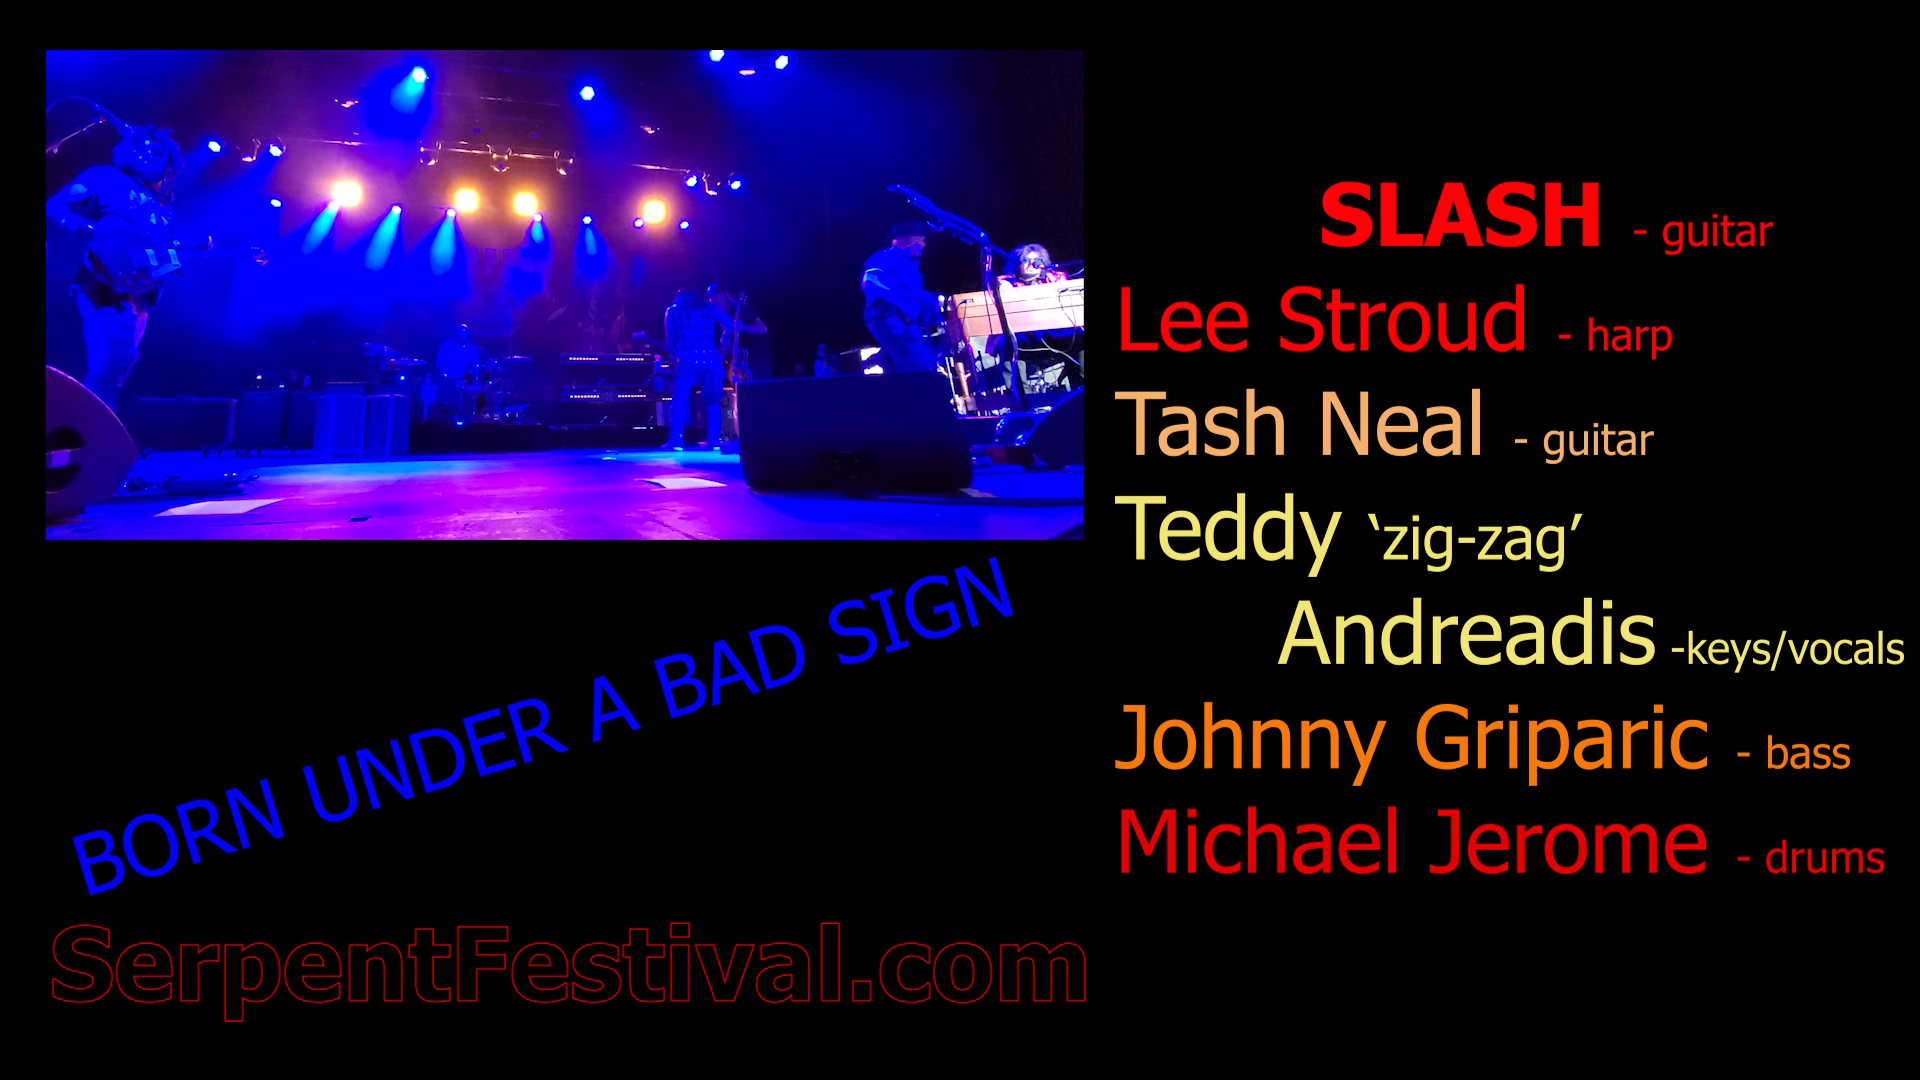 SLASH - guitar
Lee Stroud - harp
Tash Neal - guitar
Teddy ‘zig-zag’
Andreadis -keys/vocals
Johnny Griparic - bass
Michael Jerome - drums
BORN UNDER A BAD SIGN
SerpentFestival.com